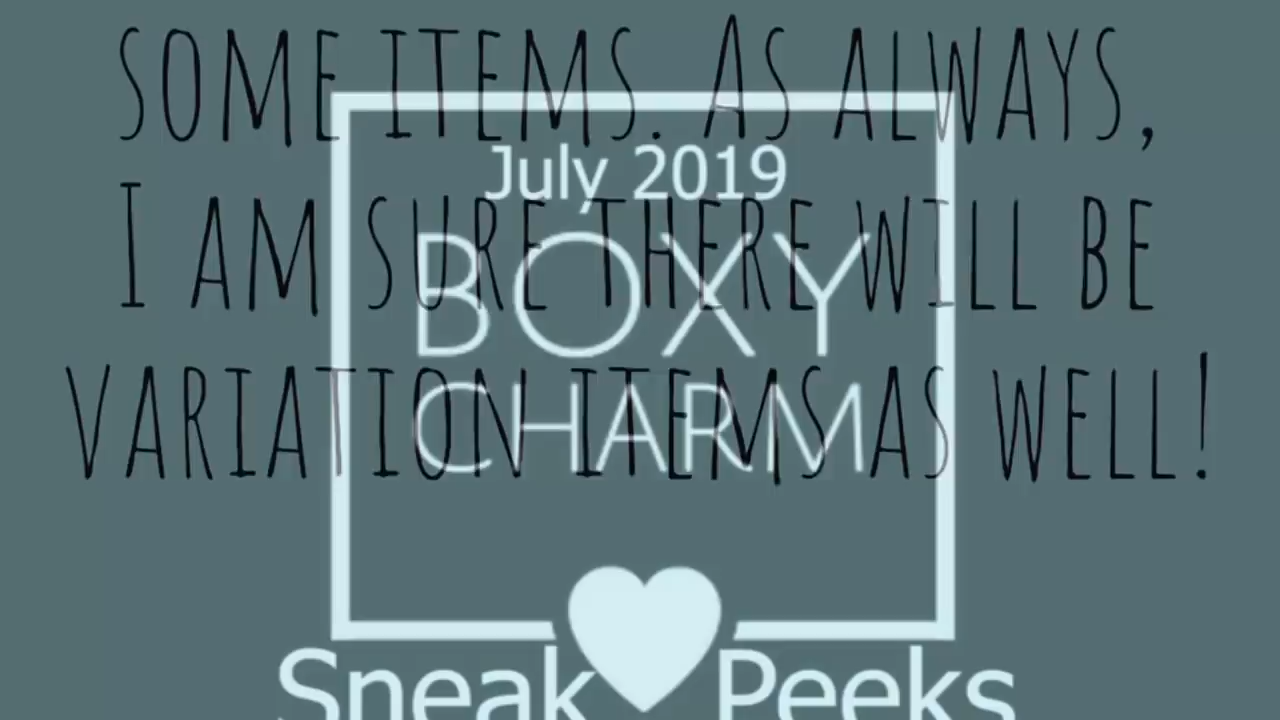 SOME ITEMS. AS ALWAYS,
July 2019
I AM SURE THERE WILL BE
BOXY
VARIATION ITEMS AS WELL!
CHARM
Sneak Peeks